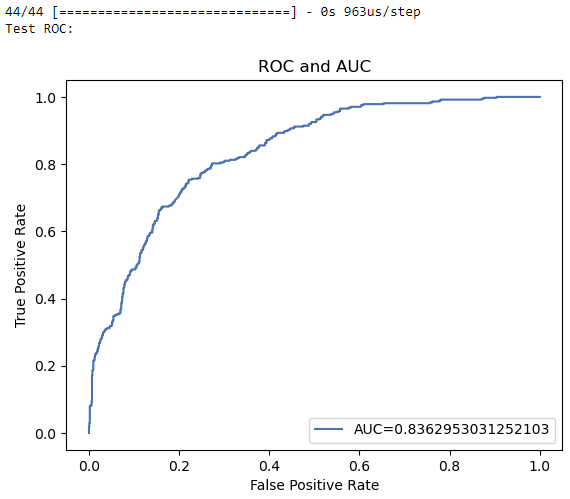 44/44 [==============================] - 0s 963us/step
Test ROC:
ROC and AUC
True Positive Rate
1.0
0.8
0.6
0.4
0.2
0.0
AUC=0.8362953031252103
0.0 0.2 0.4 0.6 0.8 1.0
False Positive Rate